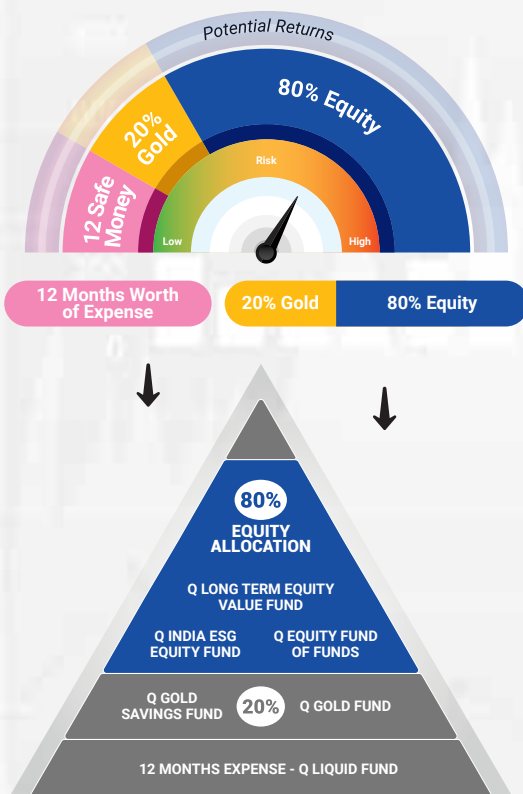 Potential Returns
80% Equity
20%
Gold
12 Safe
Money
Risk
Low
High
12 Months Worth
of Expense
20% Gold
80% Equity
80%
EQUITY
ALLOCATION
Q LONG TERM EQUITY
VALUE FUND
Q INDIA ESG
EQUITY FUND
Q EQUITY FUND
OF FUNDS
Q GOLD
SAVINGS FUND
20%
Q GOLD FUND
12 MONTHS EXPENSE - Q LIQUID FUND